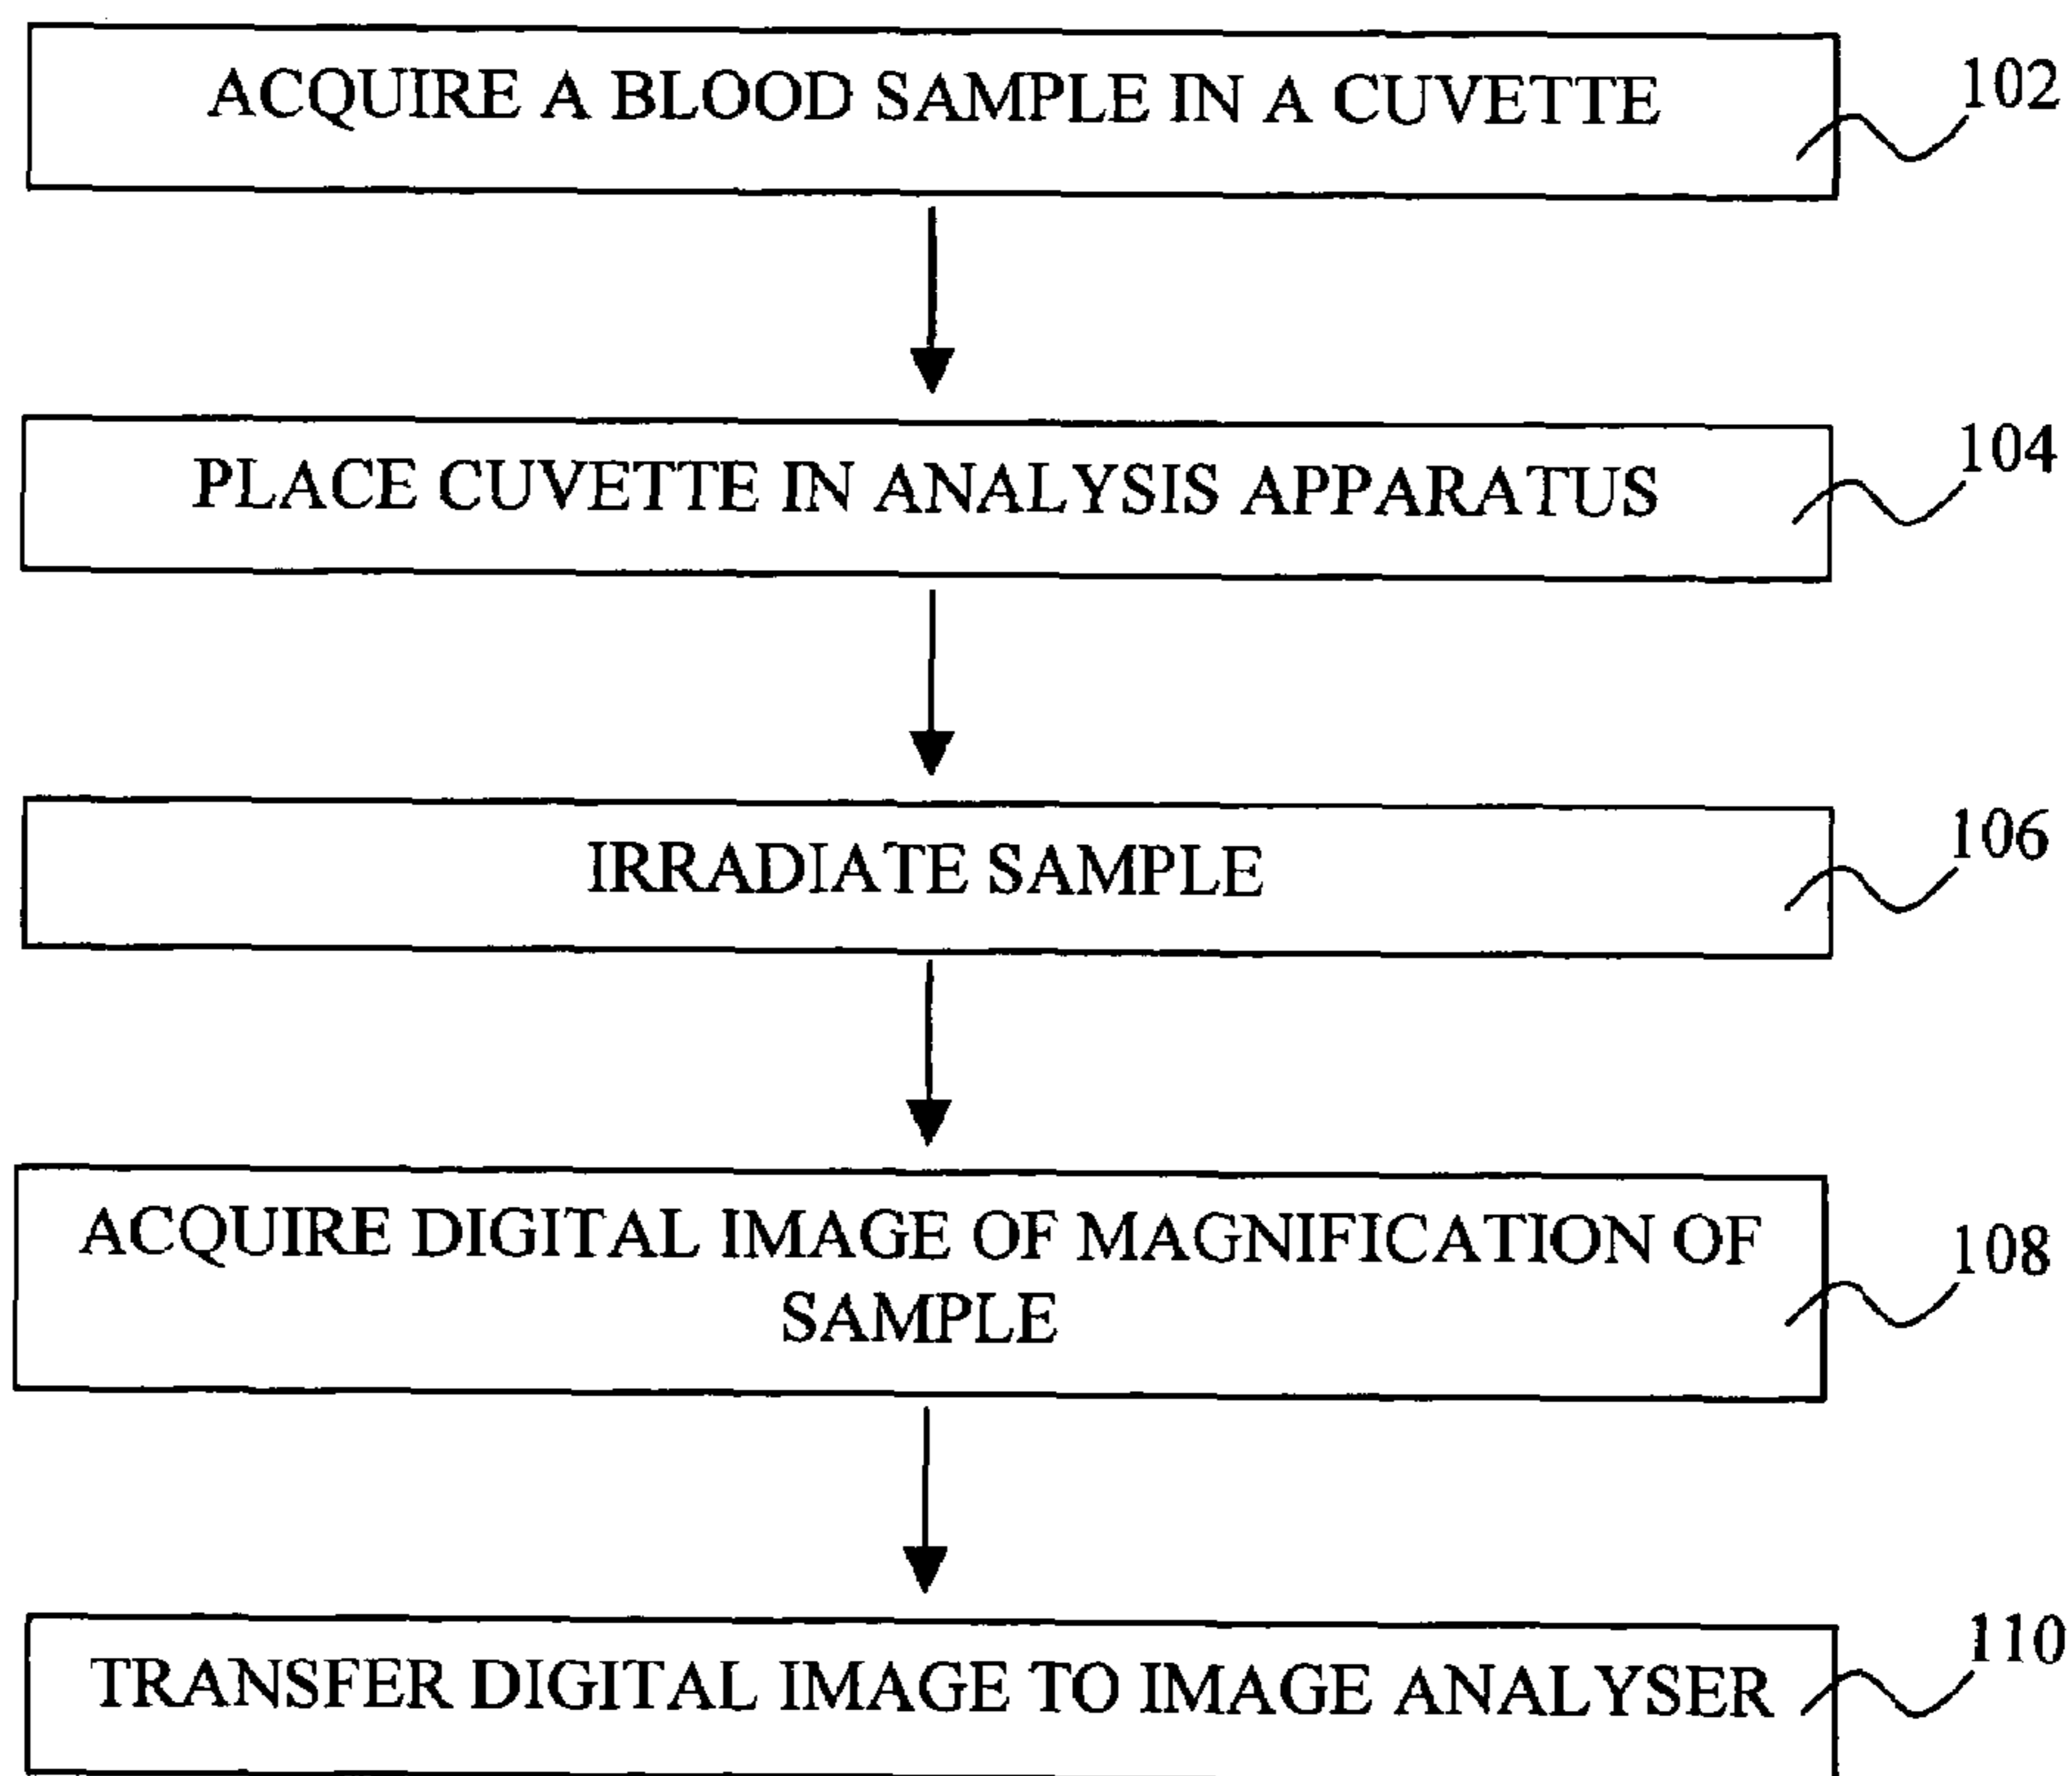 ACQUIRE A BLOOD SAMPLE IN A CUVETTE
102
PLACE CUVETTE IN ANALYSIS APPARATUS
104
IRRADIATE SAMPLE
106
ACQUIRE DIGITAL IMAGE OF MAGNIFICATION OF
SAMPLE
108
TRANSFER DIGITAL IMAGE TO IMAGE ANALYSER
110